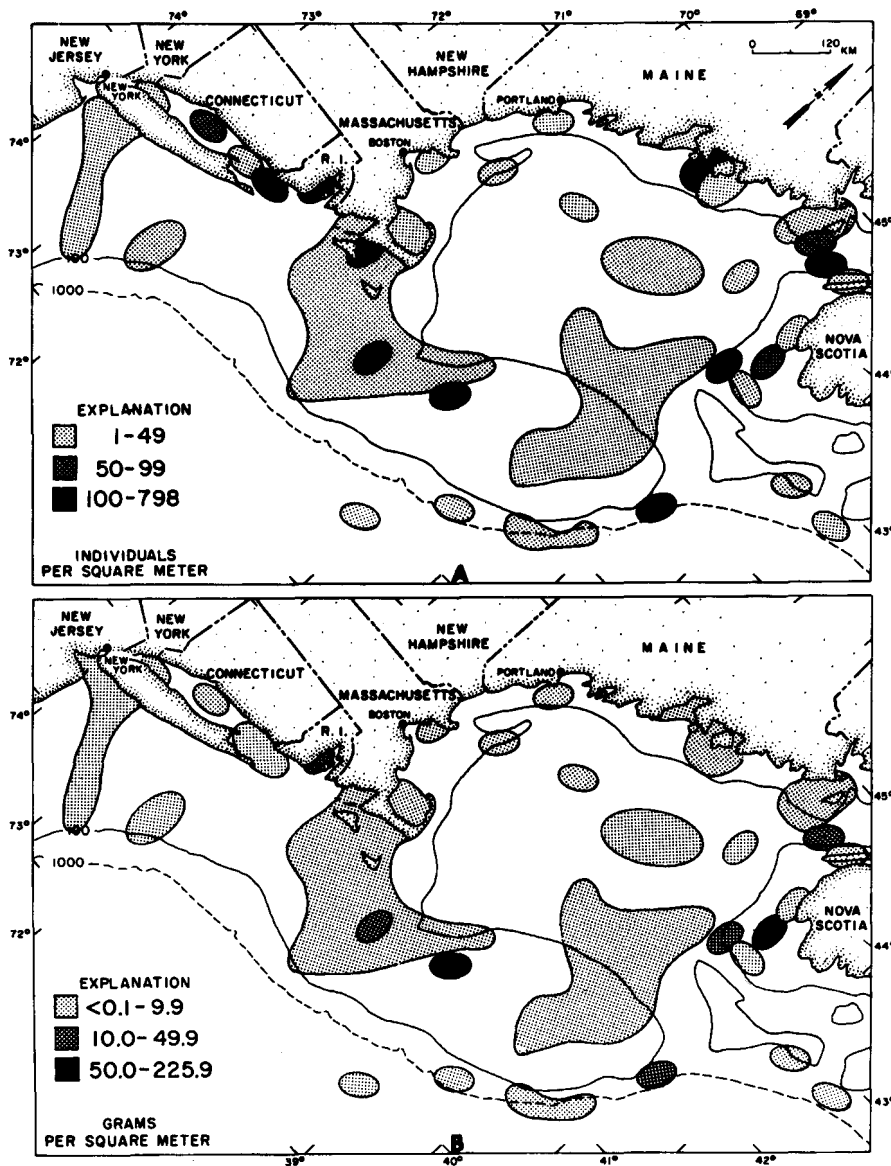 74°
73°
72°
71°
70°
69°
NEW JERSEY
NEW YORK
NEW HAMPSHIRE
MAINE
0 120 KM
NEW YORK
CONNECTICUT
MASSACHUSETTS
PORTLAND
BOSTON
R. I.
74°
73°
72°
45°
44°
43°
100
1000
NOVA SCOTIA
EXPLANATION
1-49
50-99
100-798
INDIVIDUALS
PER SQUARE METER
A
NEW JERSEY
NEW YORK
NEW HAMPSHIRE
MAINE
NEW YORK
CONNECTICUT
MASSACHUSETTS
PORTLAND
BOSTON
R. I.
74°
73°
72°
45°
44°
43°
100
1000
NOVA SCOTIA
EXPLANATION
<0.1-9.9
10.0-49.9
50.0-225.9
GRAMS
PER SQUARE METER
B
39°
40°
41°
42°